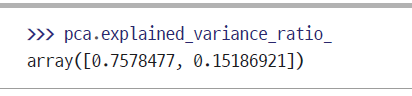 >>> pca.explained_variance_ratio_
array([0.7578477, 0.15186921])